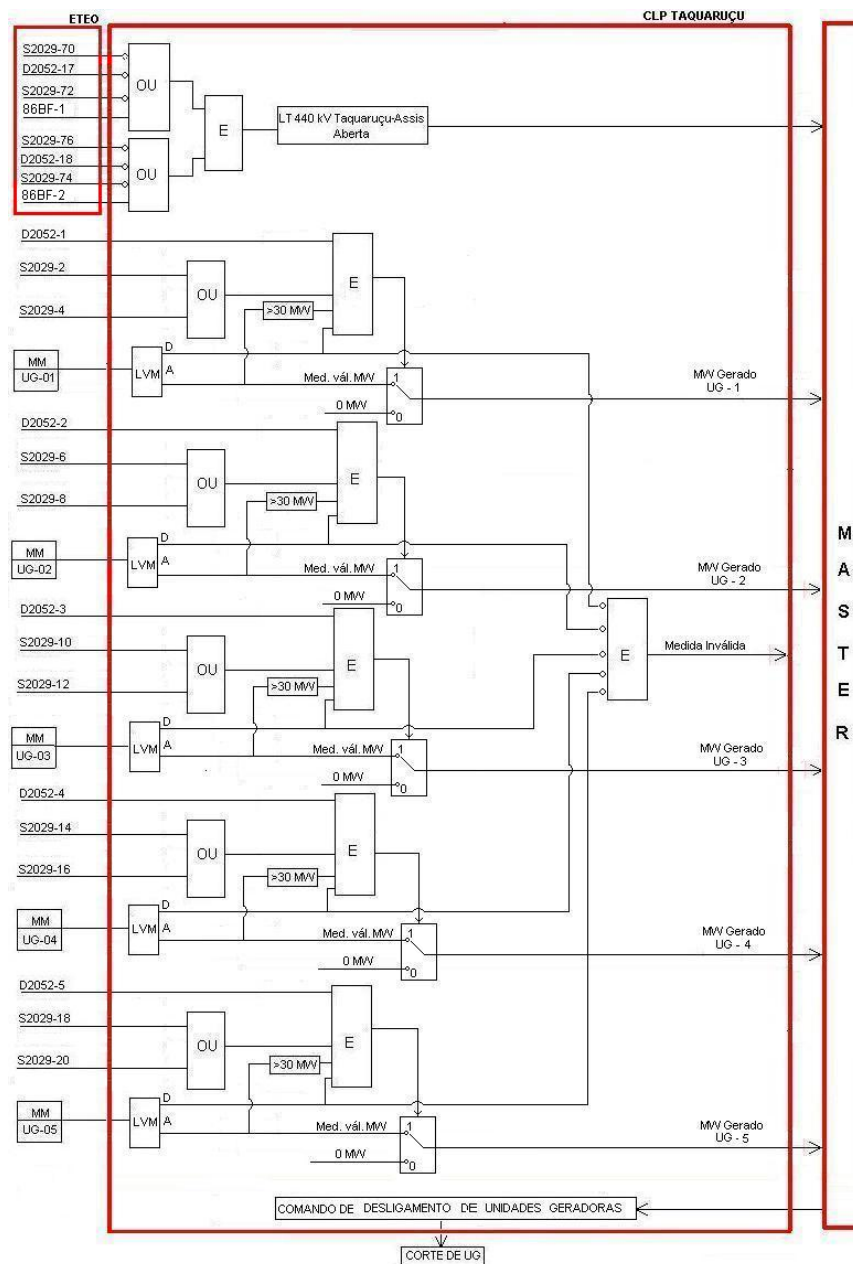 ETEO
CLP TAQUARUÇU
S2029-70
D2052-17
S2029-72
86BF-1
OU
E
LT 440 kV Taquaruçu-Assis
Aberta
S2029-76
D2052-18
S2029-74
86BF-2
OU
D2052-1
S2029-2
S2029-4
OU
E
>30 MW
MM
UG-01
LVM
D
A
Med. vál. MW
0 MW
1
0
MW Gerado
UG - 1
D2052-2
S2029-6
S2029-8
OU
E
>30 MW
MM
UG-02
LVM
D
A
Med. vál. MW
0 MW
1
0
MW Gerado
UG - 2
D2052-3
S2029-10
S2029-12
OU
E
>30 MW
MM
UG-03
LVM
D
A
Med. vál. MW
0 MW
1
0
MW Gerado
UG - 3
E
Medida Inválida
M
A
S
T
E
R
D2052-4
S2029-14
S2029-16
OU
E
>30 MW
MM
UG-04
LVM
D
A
Med. vál. MW
0 MW
1
0
MW Gerado
UG - 4
D2052-5
S2029-18
S2029-20
OU
E
>30 MW
MM
UG-05
LVM
D
A
Med. vál. MW
0 MW
1
0
MW Gerado
UG - 5
COMANDO DE DESLIGAMENTO DE UNIDADES GERADORAS
CORTE DE UG